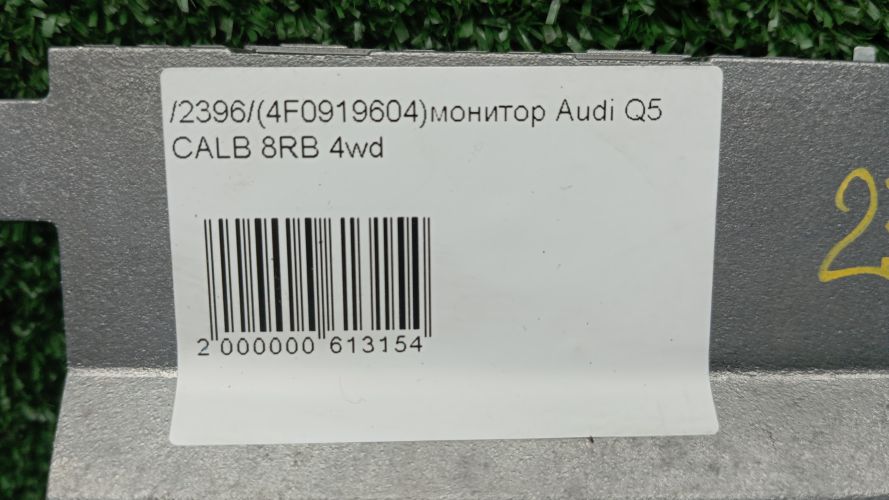 /2396/(4F0919604)монитор Audi Q5
CALB 8RB 4wd
2 000000 613154